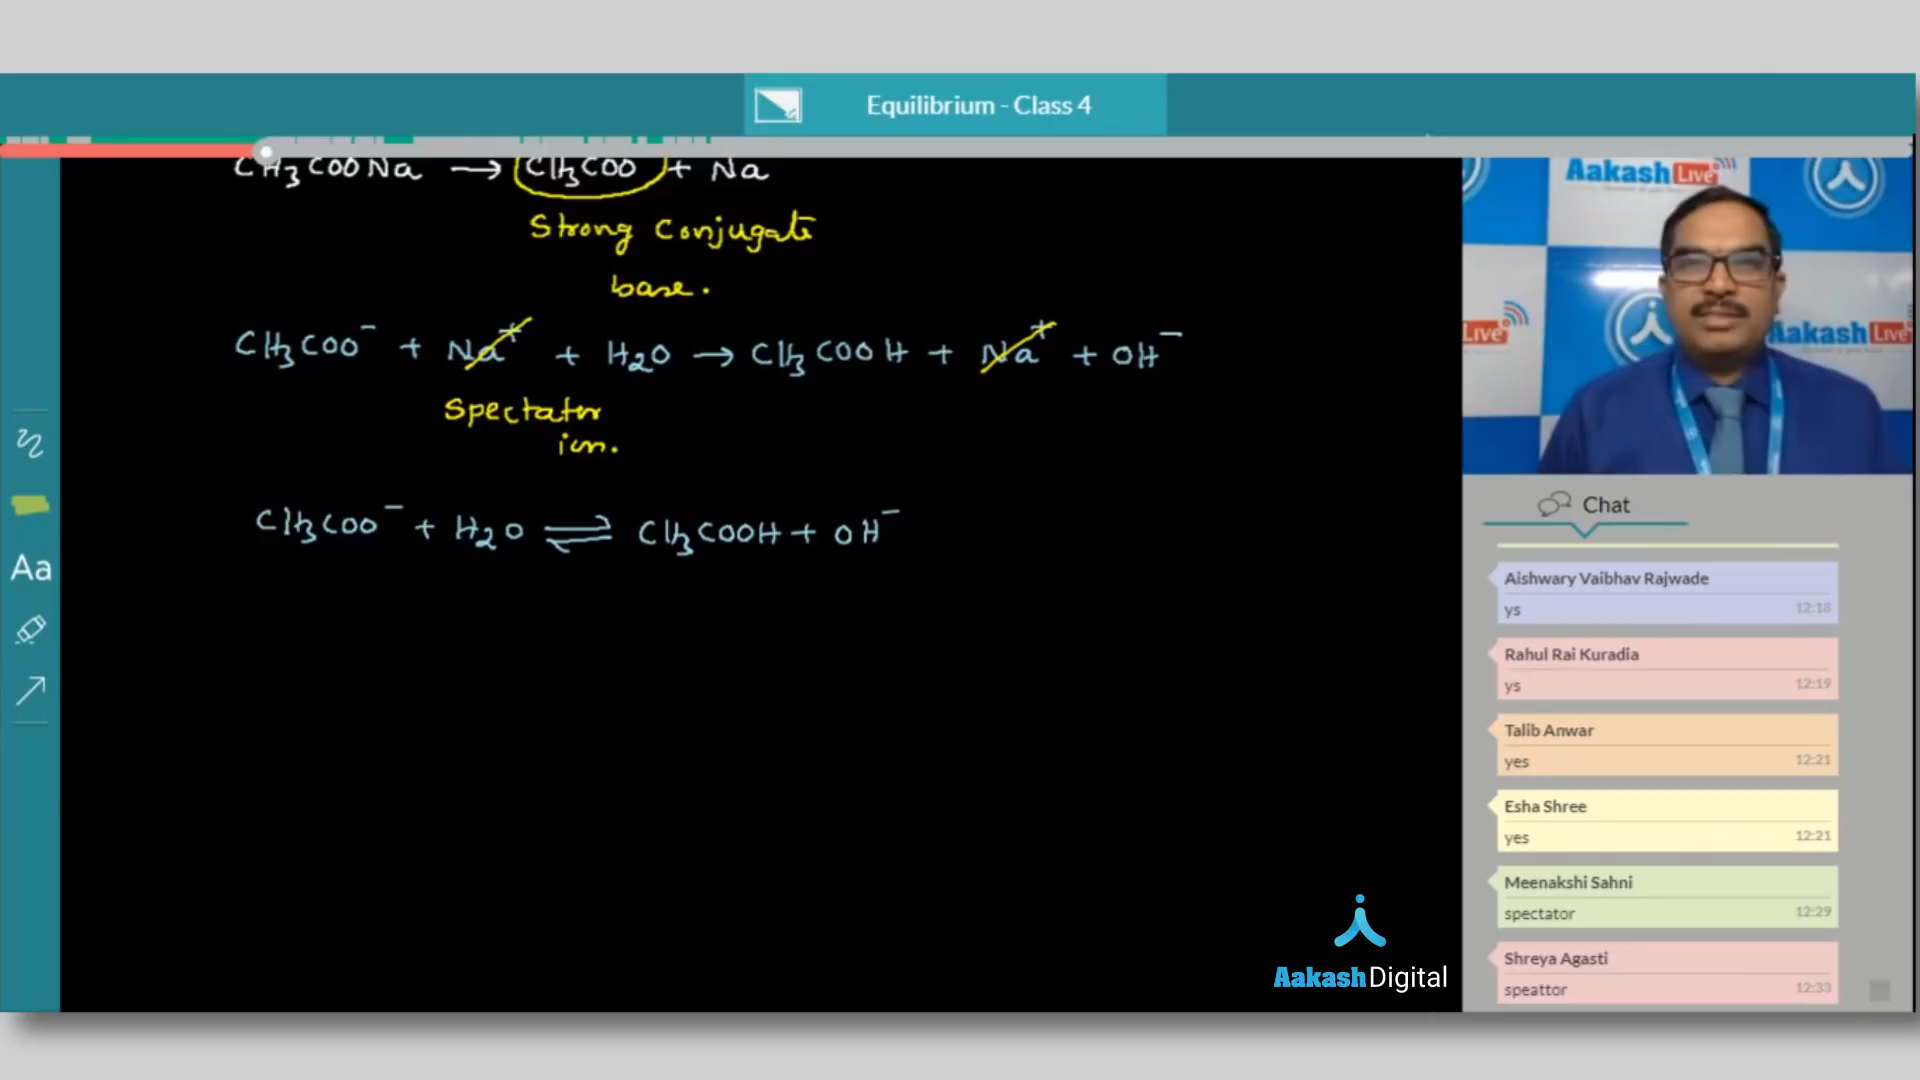 Equilibrium - Class 4
CH₃COONa → CH₃COO + Na
Strong Conjugate
base.
CH₃COO⁻ + Na⁺ + H₂O → CH₃COOH + Na⁺ + OH⁻
Spectator
ion.
CH₃COO⁻ + H₂O ⇌ CH₃COOH + OH⁻
Aa
AakashDigital
Aakash LIVE
LIVE
Aakash LIVE
Chat
Aishwary Vaibhav Rajwade
ys 12:18
Rahul Rai Kuradia
ys 12:19
Talib Anwar
yes 12:21
Esha Shree
yes 12:21
Meenakshi Sahni
spectator 12:29
Shreya Agasti
speattor 12:33